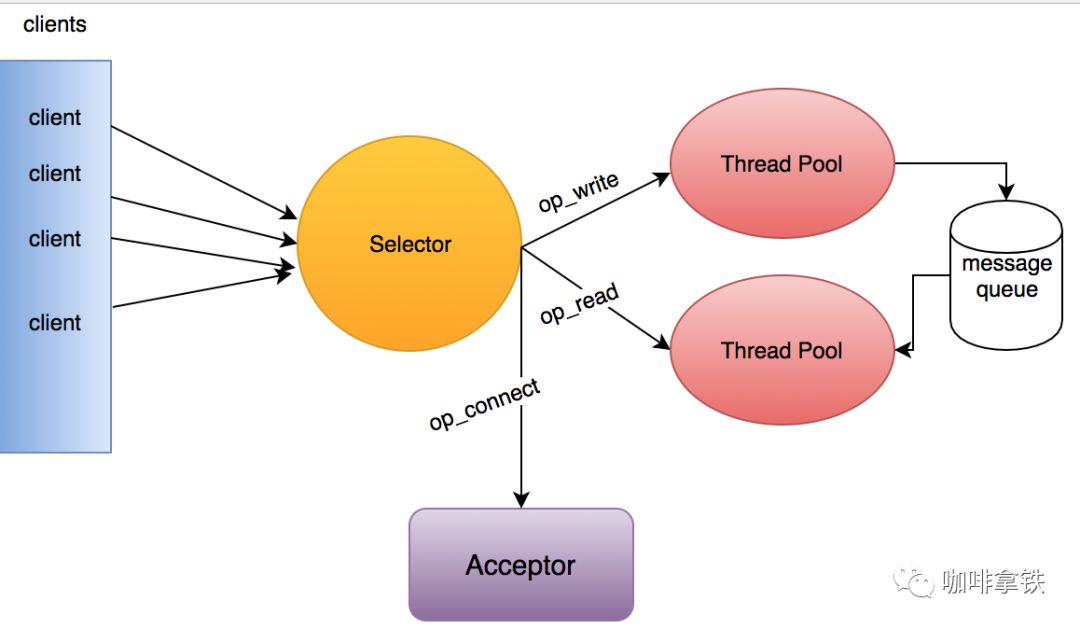 clients
client
client
client
client
Selector
op_write
op_read
op_connect
Thread Pool
Thread Pool
message
queue
Acceptor
咖啡拿铁